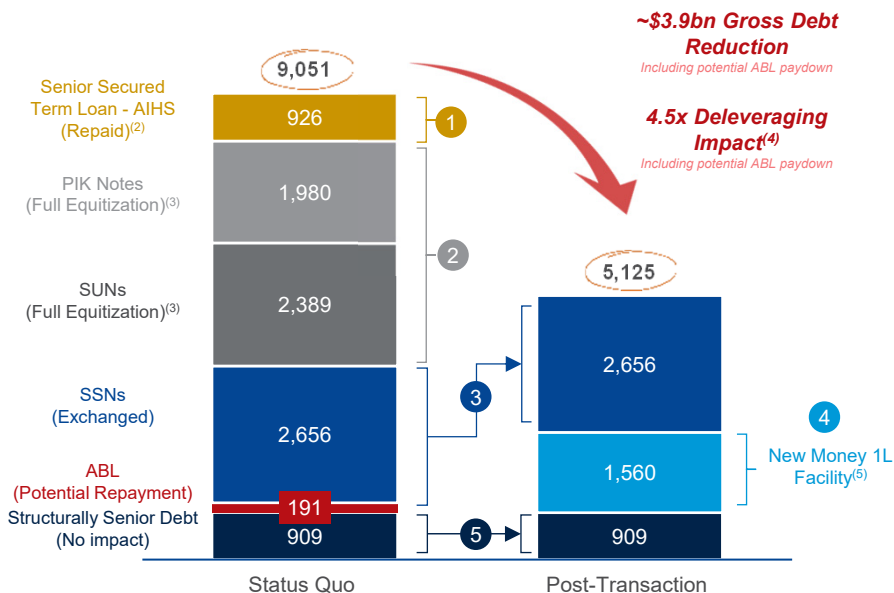 ~$3.9bn Gross Debt
Reduction
Including potential ABL paydown
4.5x Deleveraging
Impact(4)
Including potential ABL paydown
9,051
Senior Secured
Term Loan - AIHS
(Repaid)(2)
926
1
PIK Notes
(Full Equitization)(3)
1,980
2
SUNs
(Full Equitization)(3)
2,389
5,125
SSNs
(Exchanged)
2,656
3
2,656
ABL
(Potential Repayment)
191
4
New Money 1L
Facility(5)
1,560
Structurally Senior Debt
(No impact)
909
5
909
Status Quo
Post-Transaction